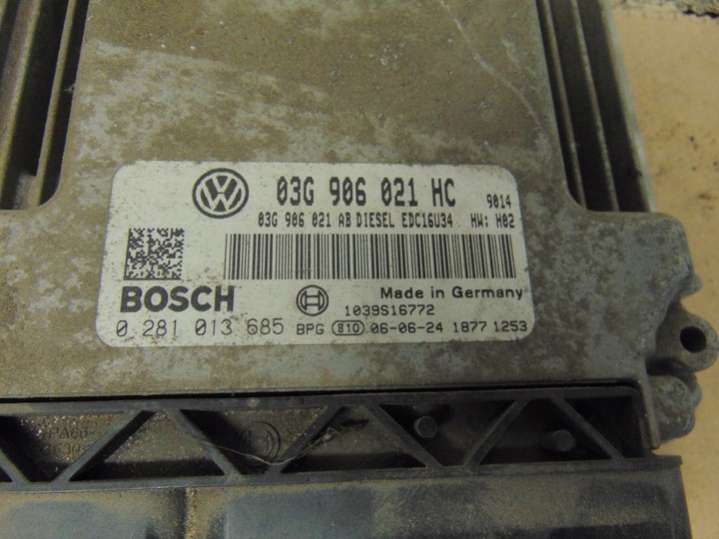 03G 906 021 HC 9014
03G 906 021 AB DIESEL EDC16U34 HW: H02
BOSCH Made in Germany
1039S16772
0 281 013 685 BPG 810 06-06-24 1877 1253